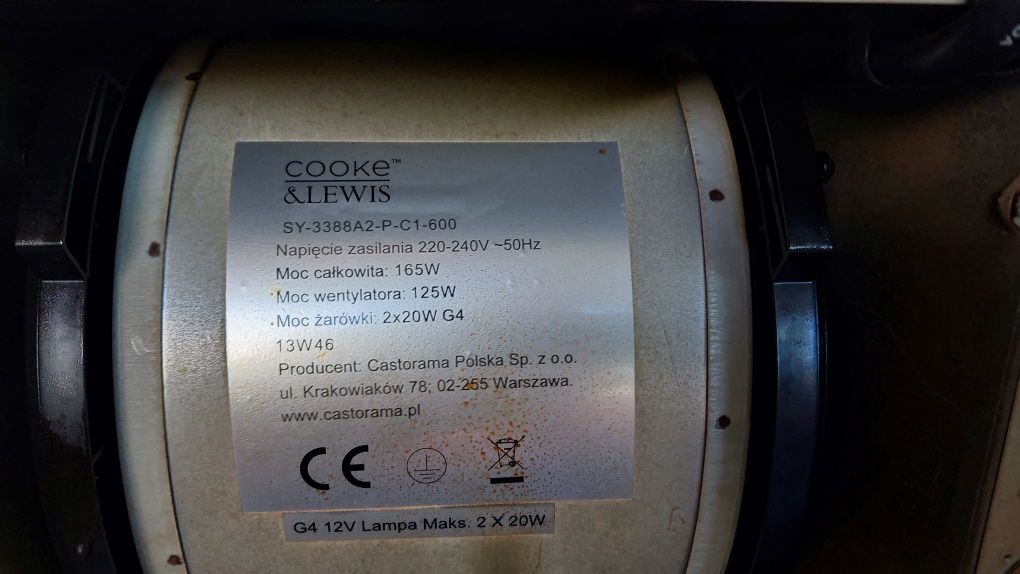 COOKe™
&LEWIS
SY-3388A2-P-C1-600
Napięcie zasilania 220-240V ~50Hz
Moc całkowita: 165W
Moc wentylatora: 125W
Moc żarówki: 2x20W G4
13W46
Producent: Castorama Polska Sp. z o.o.
ul. Krakowiaków 78; 02-255 Warszawa.
www.castorama.pl
CE
G4 12V Lampa Maks. 2 X 20W